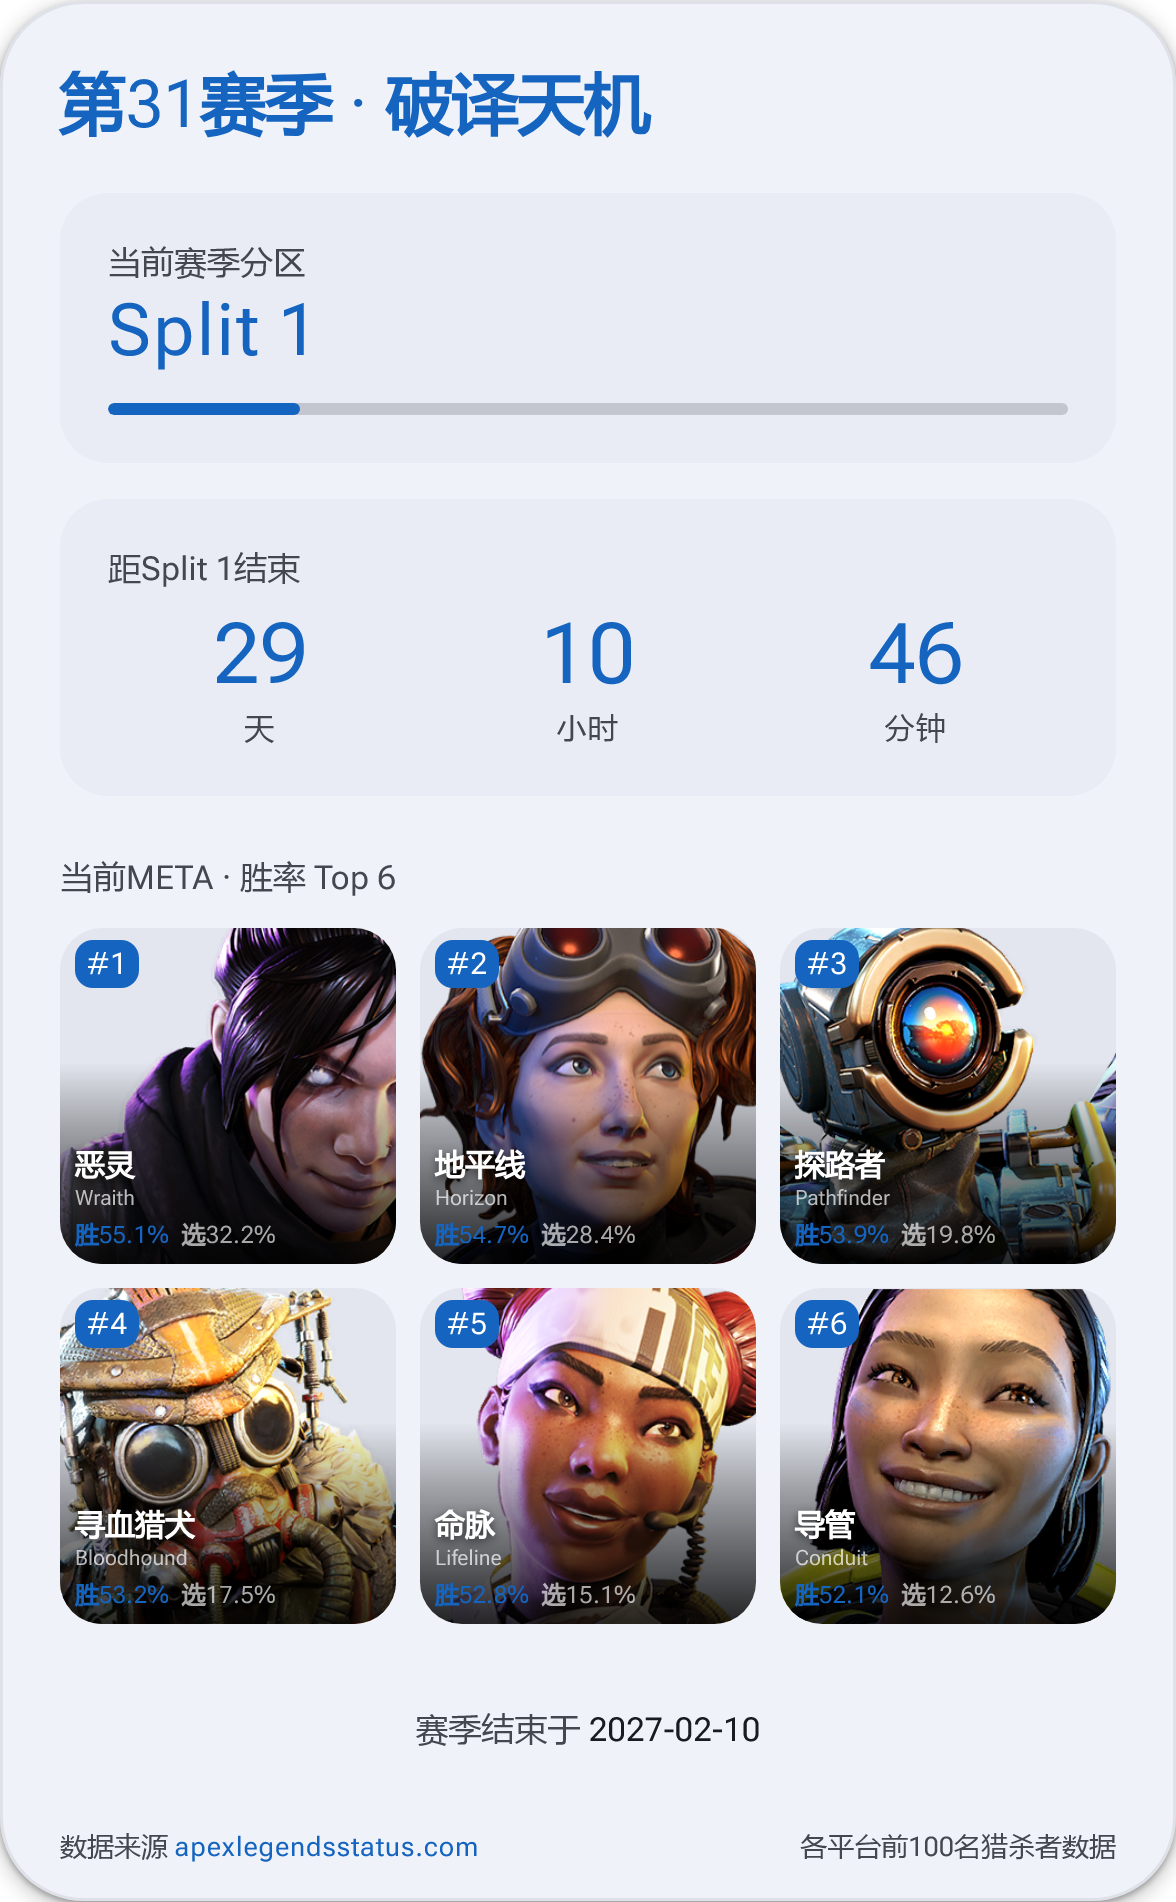 第31赛季 · 破译天机
当前赛季分区
Split 1
距Split 1结束
29
天
10
小时
46
分钟
当前META · 胜率 Top 6
#1
恶灵
Wraith
胜55.1% 选32.2%
#2
地平线
Horizon
胜54.7% 选28.4%
#3
探路者
Pathfinder
胜53.9% 选19.8%
#4
寻血猎犬
Bloodhound
胜53.2% 选17.5%
#5
命脉
Lifeline
胜52.8% 选15.1%
#6
导管
Conduit
胜52.1% 选12.6%
赛季结束于 2027-02-10
数据来源 apexlegendsstatus.com
各平台前100名猎杀者数据